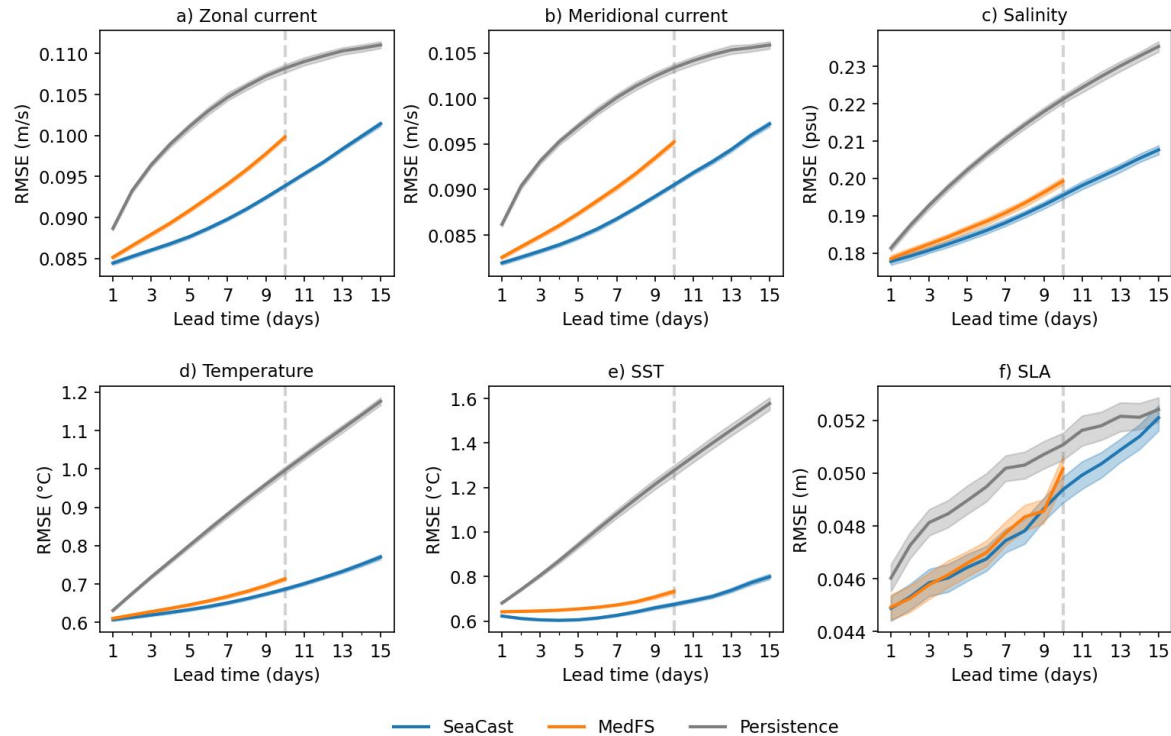 a) Zonal current
b) Meridional current
c) Salinity
RMSE (m/s)
0.110
0.105
0.100
0.095
0.090
0.085
1 3 5 7 9 11 13 15
Lead time (days)
RMSE (m/s)
0.105
0.100
0.095
0.090
0.085
1 3 5 7 9 11 13 15
Lead time (days)
RMSE (psu)
0.23
0.22
0.21
0.20
0.19
0.18
1 3 5 7 9 11 13 15
Lead time (days)
d) Temperature
e) SST
f) SLA
RMSE (°C)
1.2
1.1
1.0
0.9
0.8
0.7
0.6
1 3 5 7 9 11 13 15
Lead time (days)
RMSE (°C)
1.6
1.4
1.2
1.0
0.8
0.6
1 3 5 7 9 11 13 15
Lead time (days)
RMSE (m)
0.052
0.050
0.048
0.046
0.044
1 3 5 7 9 11 13 15
Lead time (days)
SeaCast MedFS Persistence